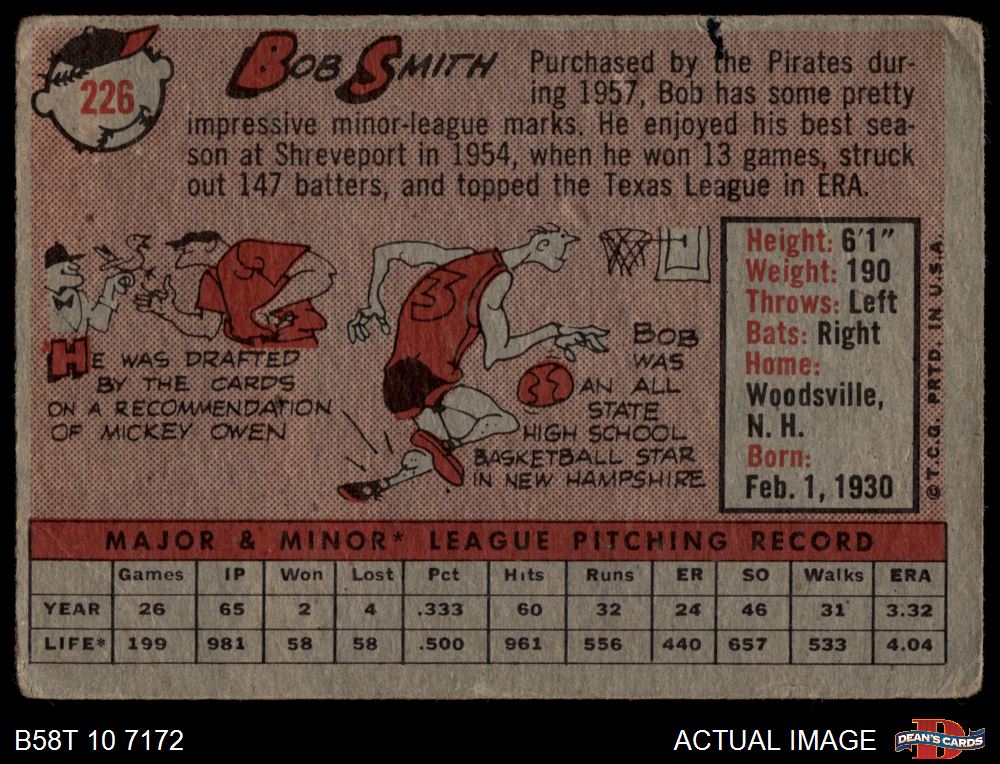 226
BOB SMITH
Purchased by the Pirates dur-
ing 1957, Bob has some pretty
impressive minor-league marks. He enjoyed his best sea-
son at Shreveport in 1954, when he won 13 games, struck
out 147 batters, and topped the Texas League in ERA.
HE WAS DRAFTED
BY THE CARDS
ON A RECOMMENDATION
OF MICKEY OWEN
33
BOB
WAS
AN ALL
STATE
HIGH SCHOOL
BASKETBALL STAR
IN NEW HAMPSHIRE
Height: 6'1"
Weight: 190
Throws: Left
Bats: Right
Home:
Woodsville,
N. H.
Born:
Feb. 1, 1930
© T.C.G. PRTD. IN U.S.A.
MAJOR & MINOR* LEAGUE PITCHING RECORD
Games IP Won Lost Pct Hits Runs ER SO Walks ERA
YEAR 26 65 2 4 .333 60 32 24 46 31 3.32
LIFE* 199 981 58 58 .500 961 556 440 657 533 4.04
B58T 10 7172
ACTUAL IMAGE
D
DEAN'S CARDS